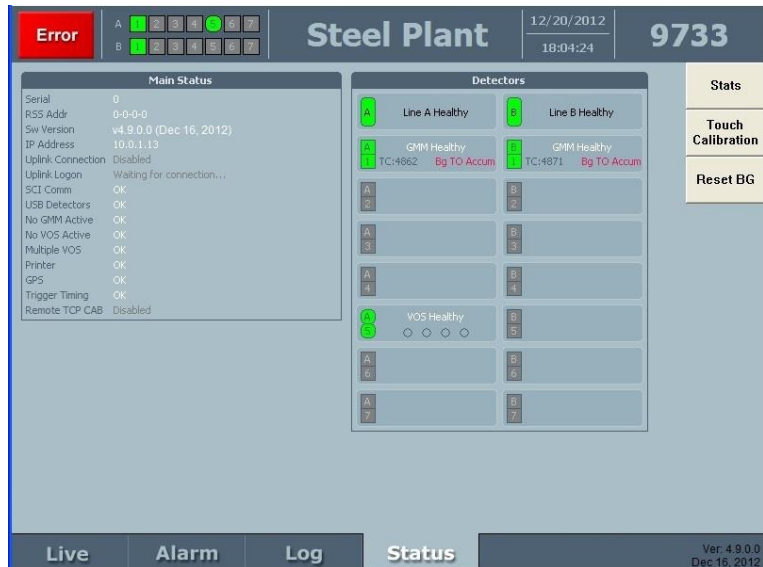 Error
A 1 2 3 4 5 6 7
B 1 2 3 4 5 6 7
Steel Plant
12/20/2012
18:04:24
9733
Main Status
Serial 0
RSS Addr 0-0-0-0
Sw Version v4.9.0.0 (Dec 16, 2012)
IP Address 10.0.1.13
Uplink Connection Disabled
Uplink Logon Waiting for connection...
SCI Comm OK
USB Detectors OK
No GMM Active OK
No VOS Active OK
Multiple VOS OK
Printer OK
GPS OK
Trigger Timing OK
Remote TCP CAB Disabled
Detectors
A Line A Healthy B Line B Healthy
A 1 GMM Healthy B 1 GMM Healthy
TC:4862 Bg TO Accum TC:4871 Bg TO Accum
A 2 B 2
A 3 B 3
A 4 B 4
A 5 VOS Healthy B 5
A 6 B 6
A 7 B 7
Stats
Touch
Calibration
Reset BG
Live Alarm Log Status
Ver: 4.9.0.0
Dec 16, 2012